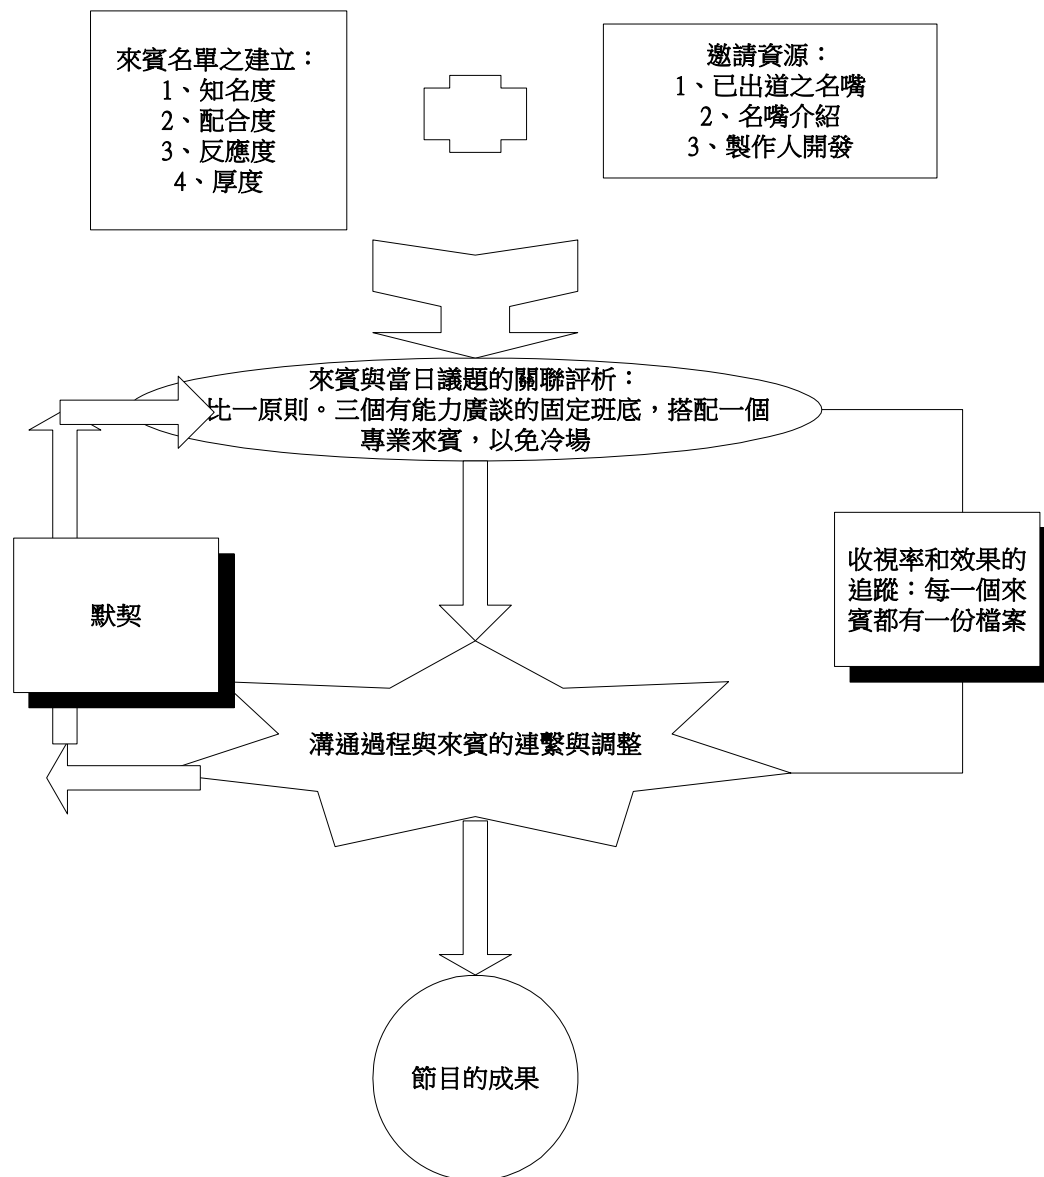 來賓名單之建立：
1、知名度
2、配合度
3、反應度
4、厚度
邀請資源：
1、已出道之名嘴
2、名嘴介紹
3、製作人開發
來賓與當日議題的關聯評析：
比一原則。三個有能力廣談的固定班底，搭配一個
專業來賓，以免冷場
收視率和效果的
追蹤：每一個來
賓都有一份檔案
默契
溝通過程與來賓的連繫與調整
節目的成果